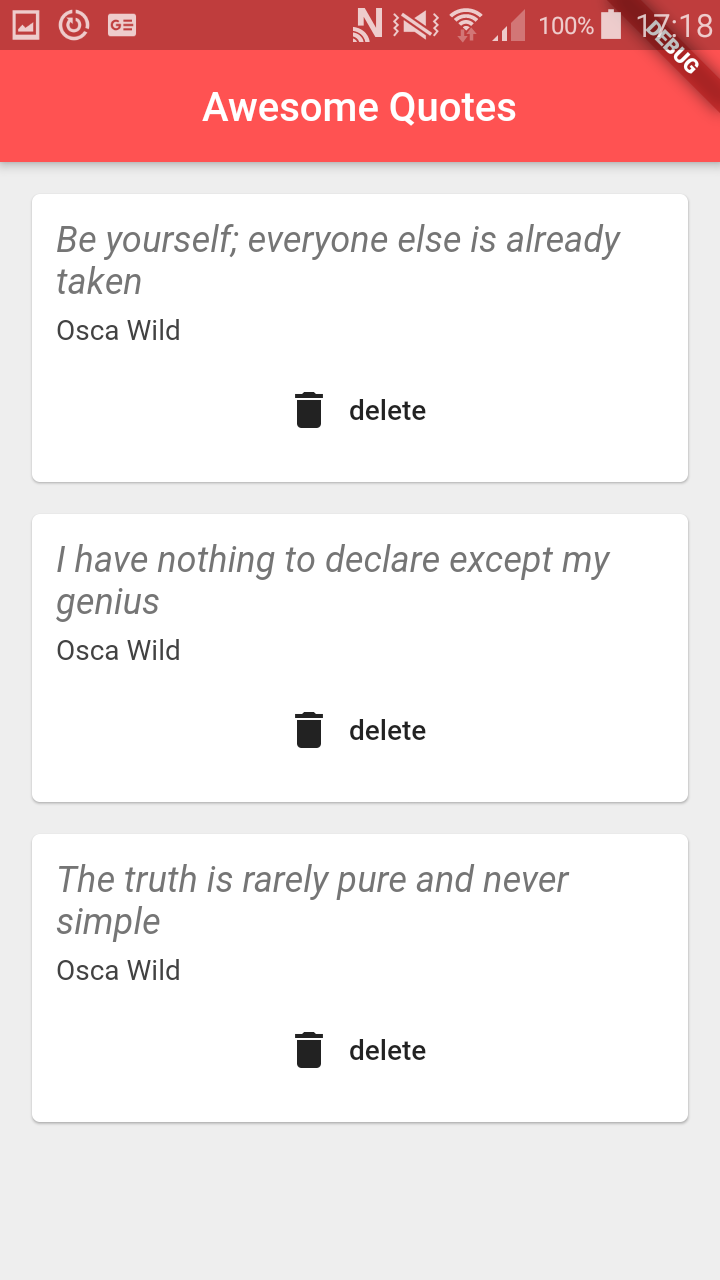 100% 17:18
DEBUG
Awesome Quotes
Be yourself; everyone else is already
taken
Osca Wild
delete
I have nothing to declare except my
genius
Osca Wild
delete
The truth is rarely pure and never
simple
Osca Wild
delete